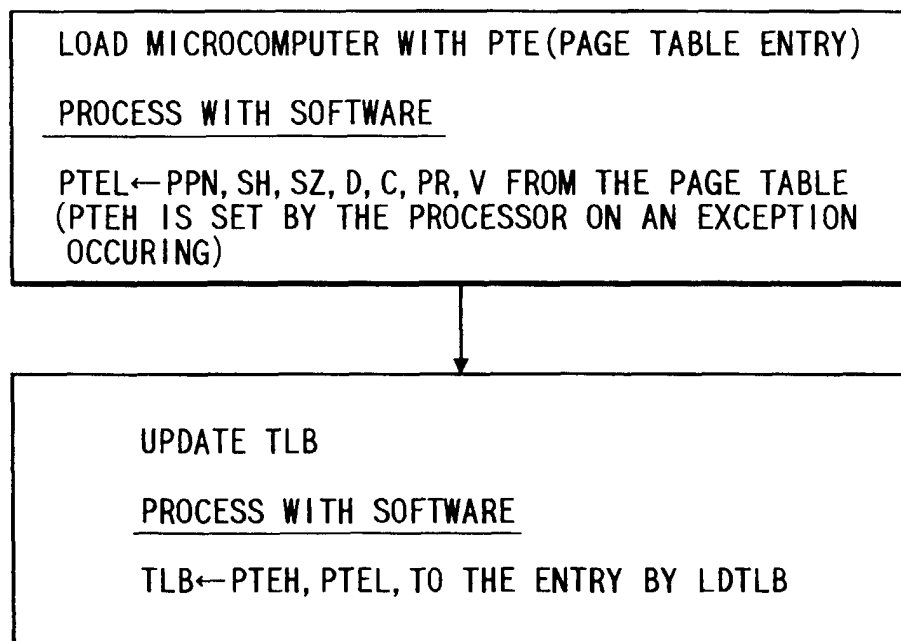 LOAD MICROCOMPUTER WITH PTE(PAGE TABLE ENTRY)
PROCESS WITH SOFTWARE
PTEL←PPN, SH, SZ, D, C, PR, V FROM THE PAGE TABLE
(PTEH IS SET BY THE PROCESSOR ON AN EXCEPTION
OCCURING)
UPDATE TLB
PROCESS WITH SOFTWARE
TLB←PTEH, PTEL, TO THE ENTRY BY LDTLB